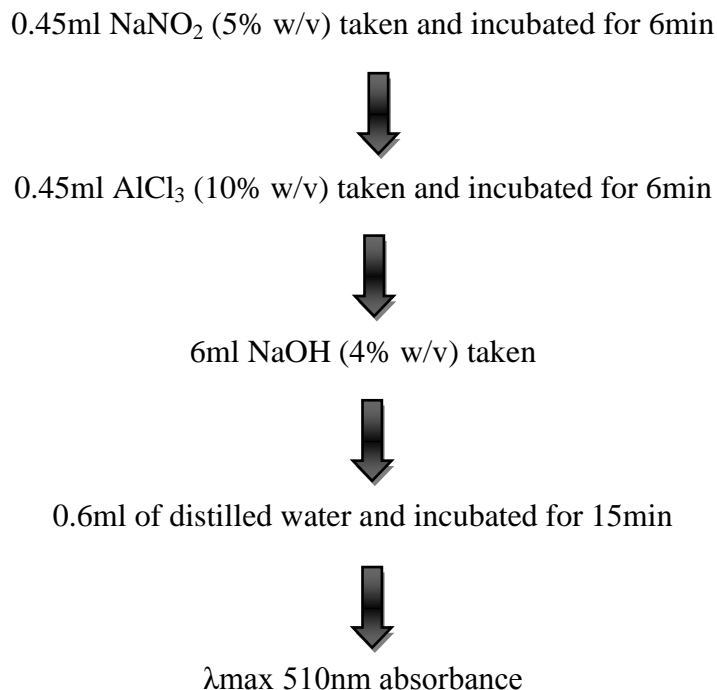 0.45ml NaNO₂ (5% w/v) taken and incubated for 6min
0.45ml AlCl₃ (10% w/v) taken and incubated for 6min
6ml NaOH (4% w/v) taken
0.6ml of distilled water and incubated for 15min
λmax 510nm absorbance